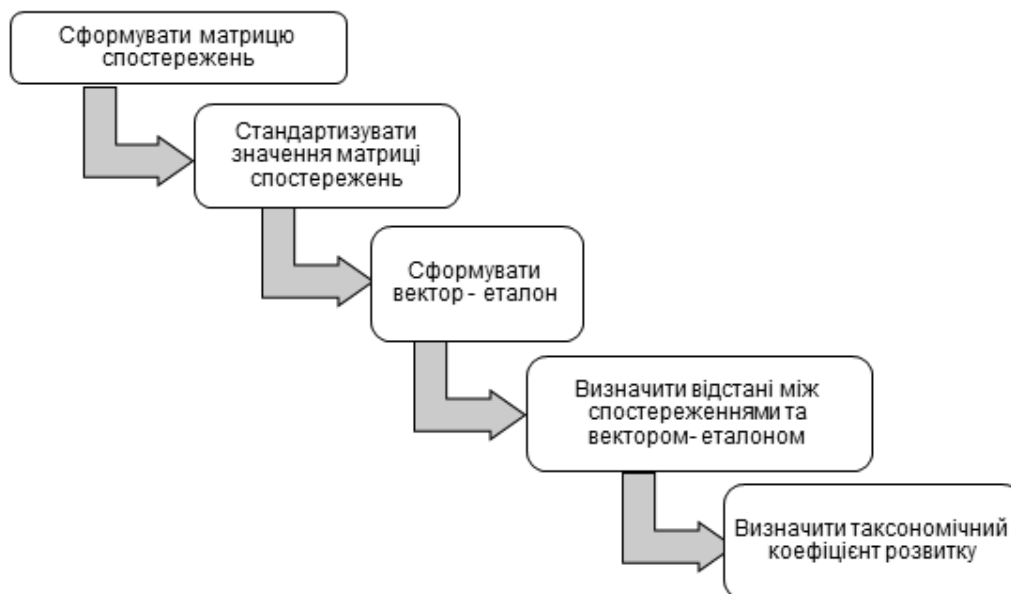 Сформувати матрицю
спостережень
Стандартизувати
значення матриці
спостережень
Сформувати
вектор - еталон
Визначити відстані між
спостереженнями та
вектором- еталоном
Визначити таксономічний
коефіцієнт розвитку